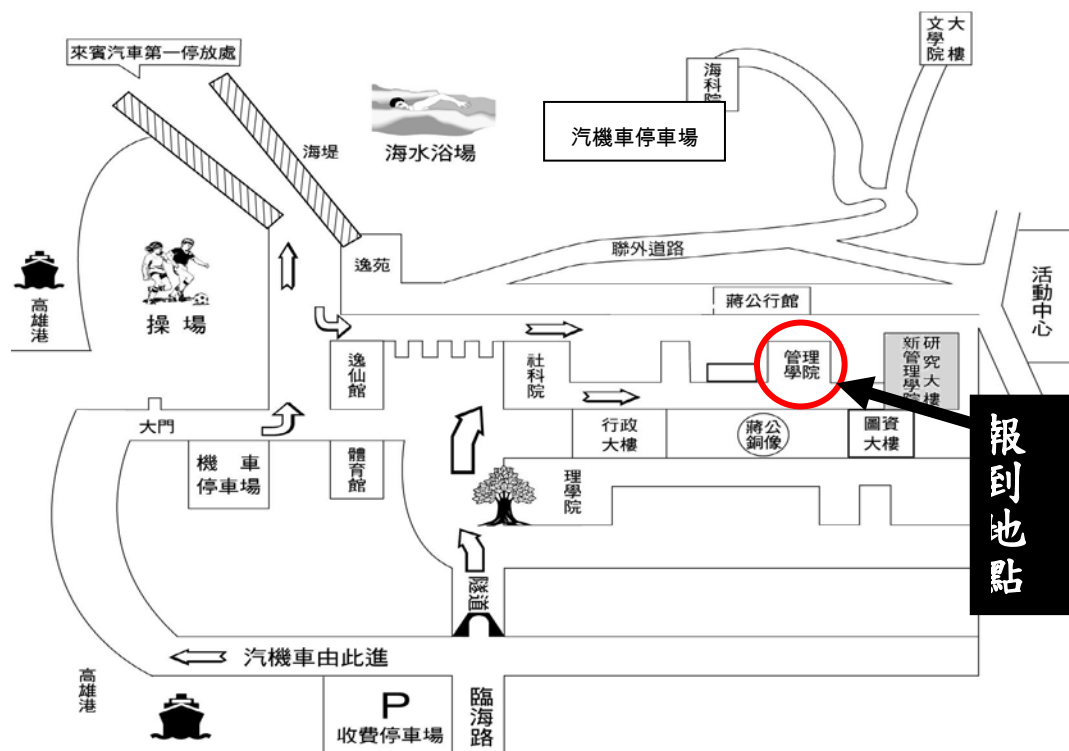 來賓汽車第一停放處
海堤
海水浴場
海科院
文學院
大樓
汽機車停車場
聯外道路
活動中心
高雄港
操場
逸苑
蔣公行館
逸仙館
社科院
管理
學院
新管理學院
研究大樓
大門
機車
停車場
體育館
行政
大樓
蔣公
銅像
圖資
大樓
理學院
報到地點
隧道
汽機車由此進
高雄港
P
收費停車場
臨海路